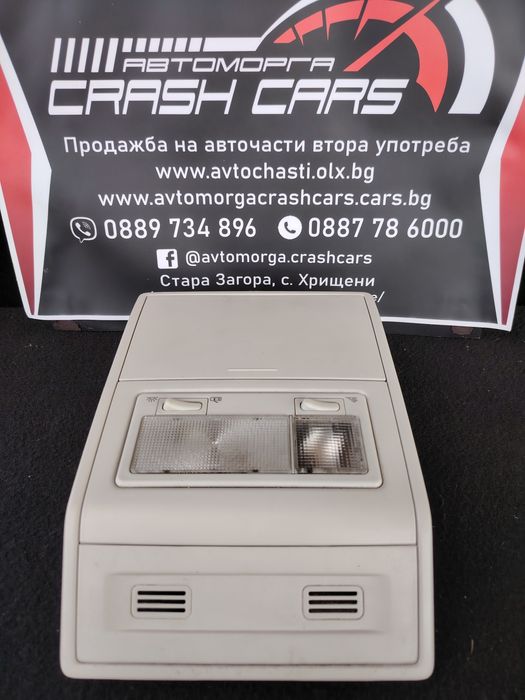 АВТОМОРГА
CRASH CARS
Продажба на авточасти втора употреба
www.avtochasti.olx.bg
www.avtomorgacrashcars.cars.bg
0889 734 896 0887 78 6000
@avtomorga.crashcars
Стара Загора, с. Хрищени